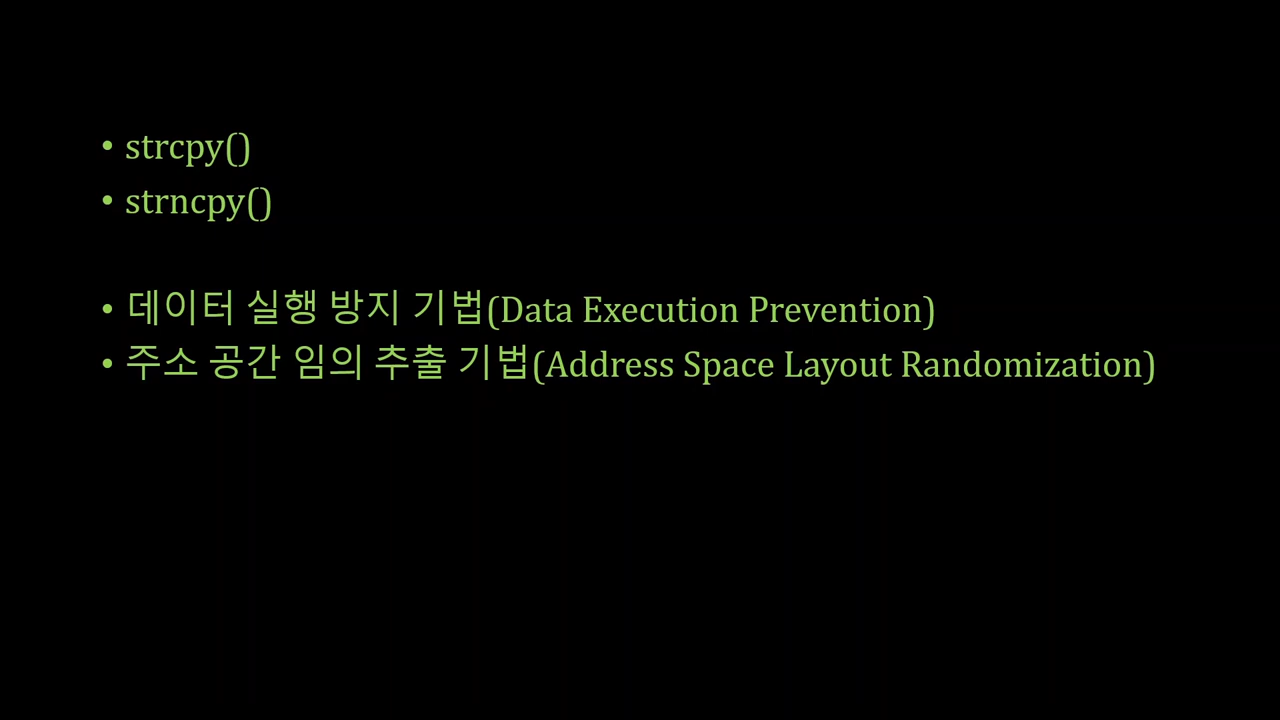 • strcpy()
• strncpy()
• 데이터 실행 방지 기법(Data Execution Prevention)
• 주소 공간 임의 추출 기법(Address Space Layout Randomization)